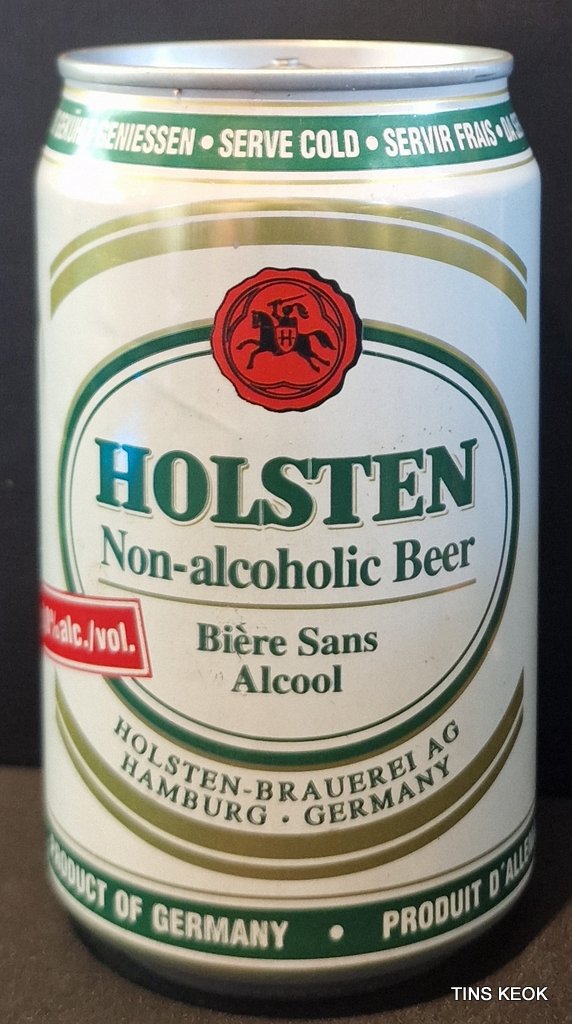 GENIESSEN • SERVE COLD • SERVIR FRAIS •
H
HOLSTEN
Non-alcoholic Beer
alc./vol.
Bière Sans
Alcool
HOLSTEN-BRAUEREI AG
HAMBURG · GERMANY
PRODUCT OF GERMANY • PRODUIT
TINS KEOK